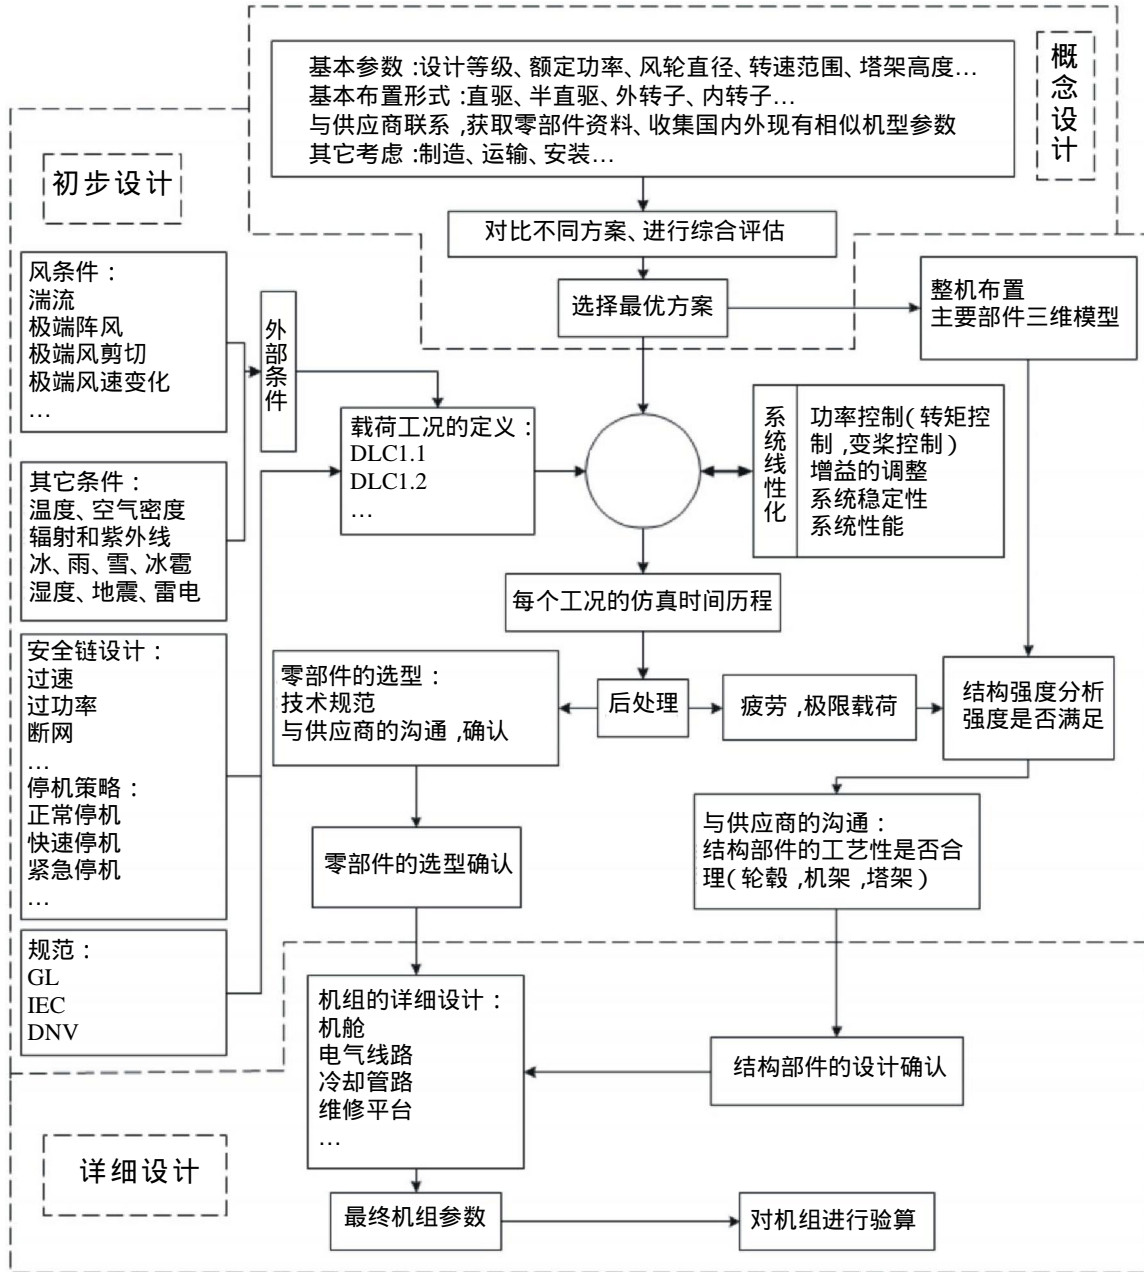 基本参数:设计等级、额定功率、风轮直径、转速范围、塔架高度…
基本布置形式:直驱、半直驱、外转子、内转子…
与供应商联系,获取零部件资料、收集国内外现有相似机型参数
其它考虑:制造、运输、安装…
概念设计
初步设计
对比不同方案、进行综合评估
选择最优方案
整机布置
主要部件三维模型
风条件:
湍流
极端阵风
极端风剪切
极端风速变化
…
外部条件
载荷工况的定义:
DLC1.1
DLC1.2
…
系统线性化
功率控制(转矩控
制,变桨控制)
增益的调整
系统稳定性
系统性能
其它条件:
温度、空气密度
辐射和紫外线
冰、雨、雪、冰雹
湿度、地震、雷电
每个工况的仿真时间历程
安全链设计:
过速
过功率
断网
…
停机策略:
正常停机
快速停机
紧急停机
…
零部件的选型:
技术规范
与供应商的沟通,确认
后处理
疲劳,极限载荷
结构强度分析
强度是否满足
零部件的选型确认
与供应商的沟通:
结构部件的工艺性是否合
理(轮毂,机架,塔架)
规范:
GL
IEC
DNV
机组的详细设计:
机舱
电气线路
冷却管路
维修平台
…
结构部件的设计确认
详细设计
最终机组参数
对机组进行验算